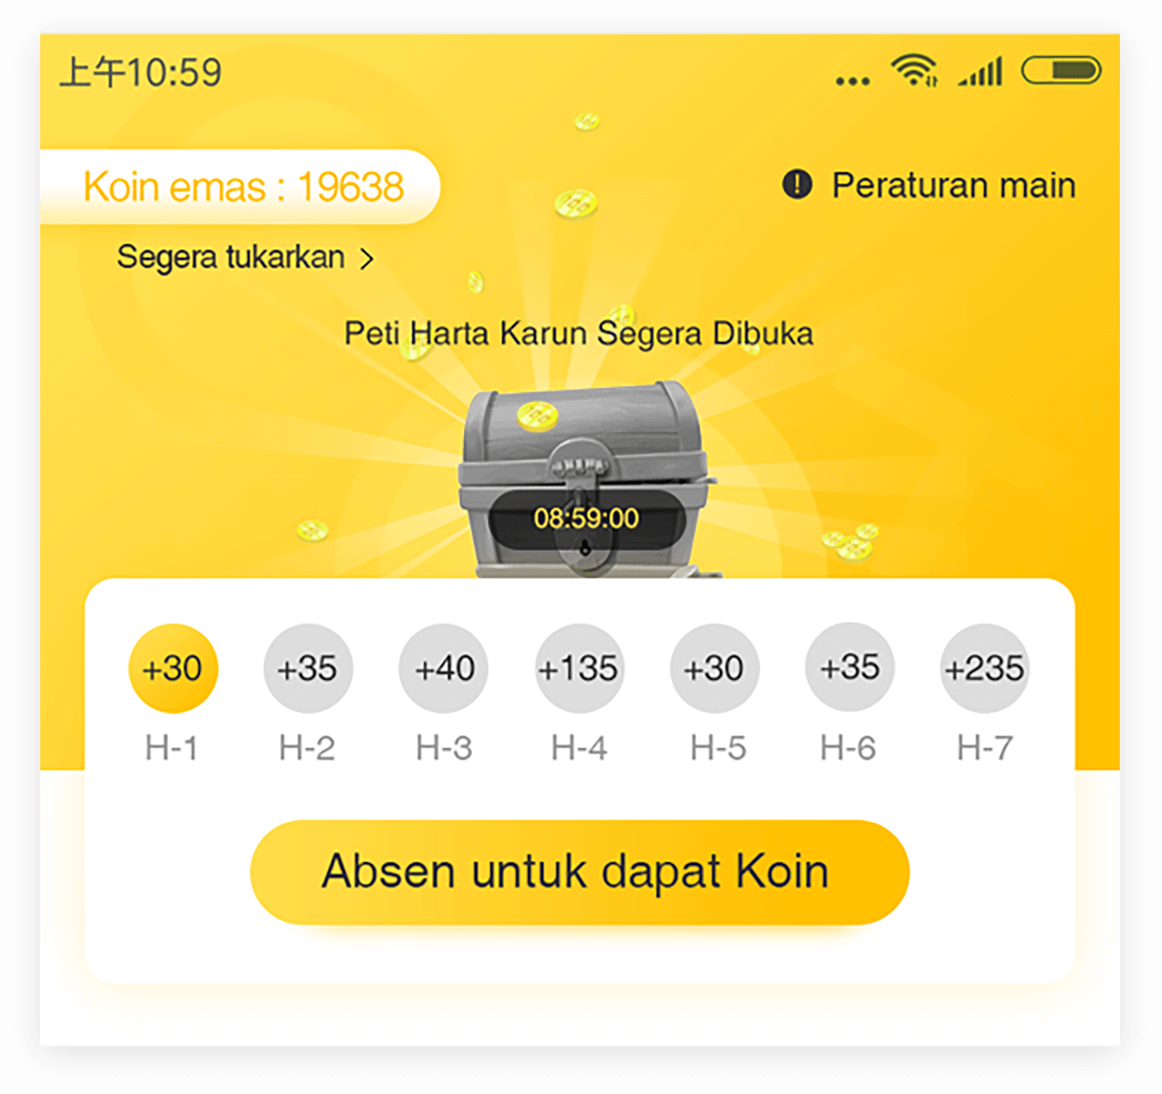 上午10:59
Koin emas : 19638
Peraturan main
Segera tukarkan >
Peti Harta Karun Segera Dibuka
08:59:00
+30 +35 +40 +135 +30 +35 +235
H-1 H-2 H-3 H-4 H-5 H-6 H-7
Absen untuk dapat Koin